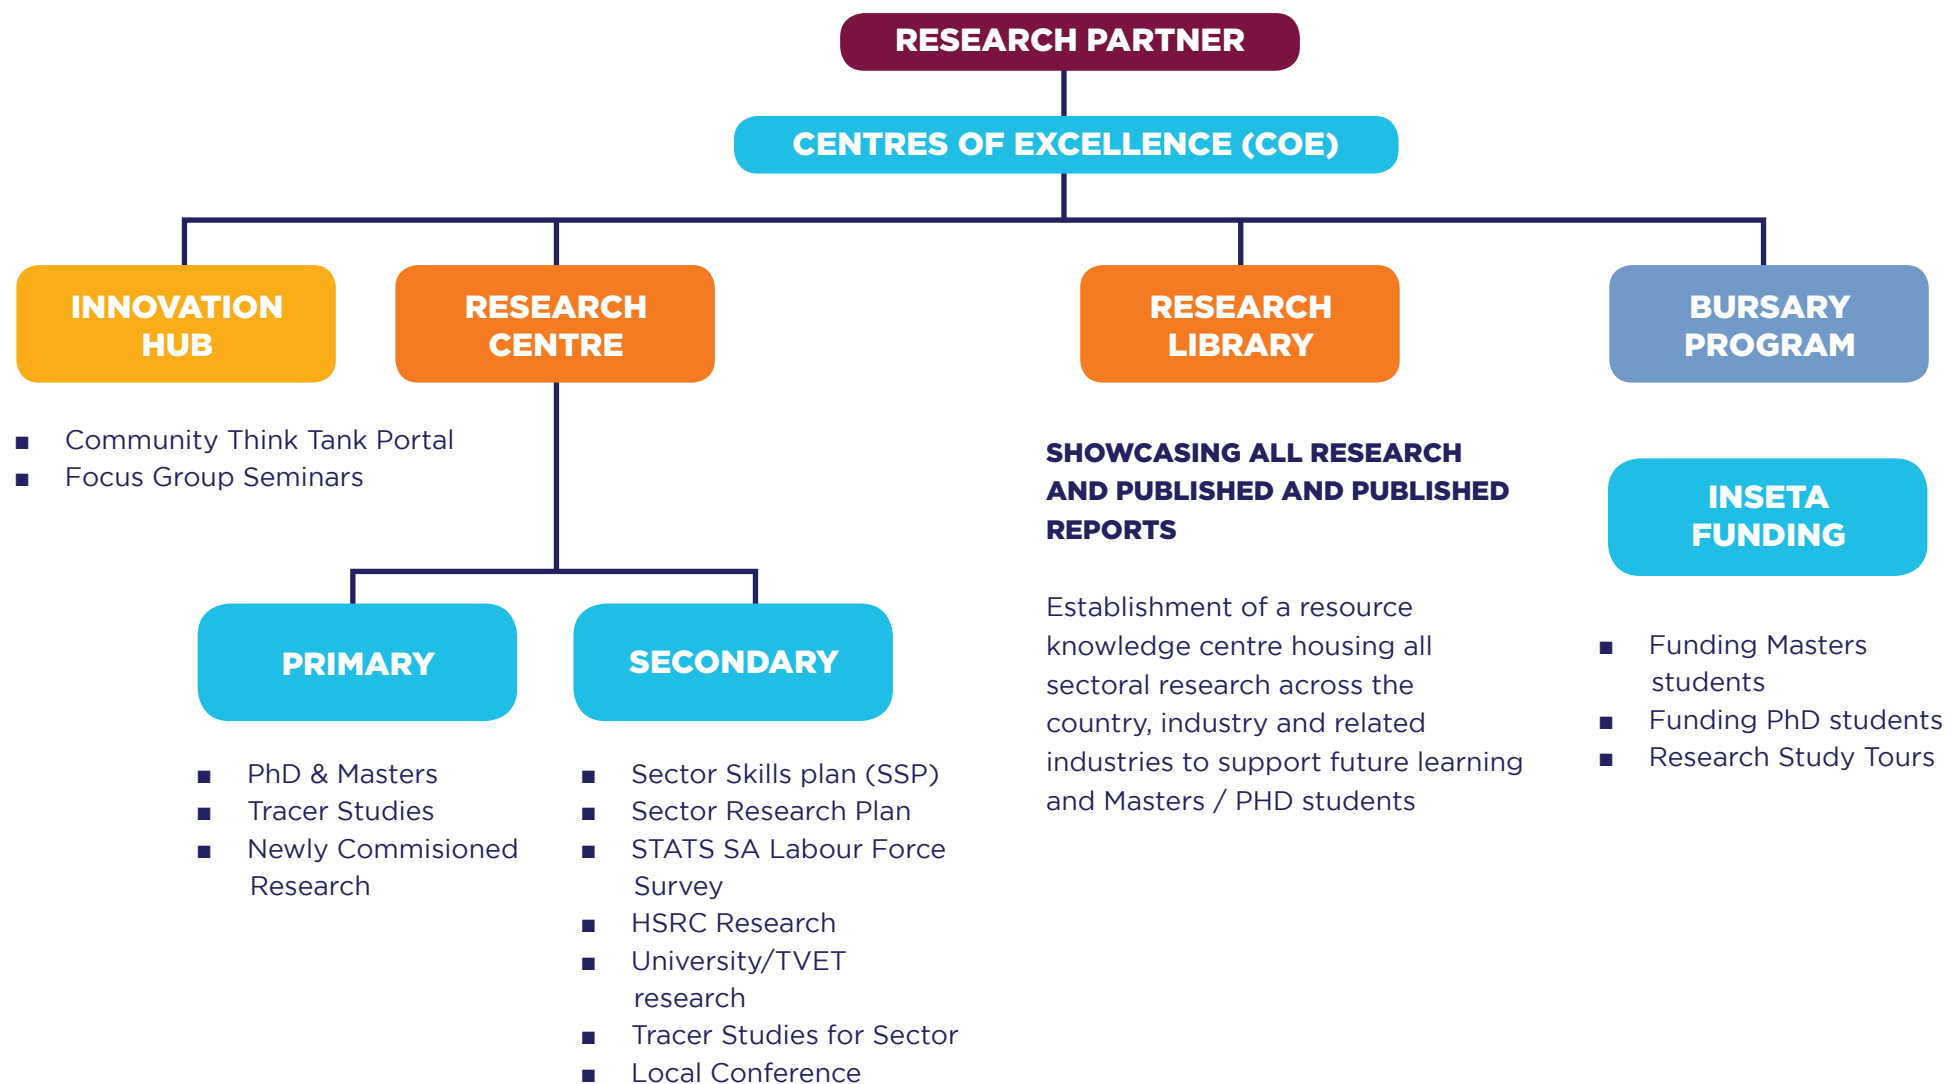 RESEARCH PARTNER
CENTRES OF EXCELLENCE (COE)
INNOVATION
HUB
■ Community Think Tank Portal
■ Focus Group Seminars
RESEARCH
CENTRE
PRIMARY
■ PhD & Masters
■ Tracer Studies
■ Newly Commisioned
Research
SECONDARY
■ Sector Skills plan (SSP)
■ Sector Research Plan
■ STATS SA Labour Force
Survey
■ HSRC Research
■ University/TVET
research
■ Tracer Studies for Sector
■ Local Conference
RESEARCH
LIBRARY
SHOWCASING ALL RESEARCH
AND PUBLISHED AND PUBLISHED
REPORTS
Establishment of a resource
knowledge centre housing all
sectoral research across the
country, industry and related
industries to support future learning
and Masters / PHD students
BURSARY
PROGRAM
INSETA
FUNDING
■ Funding Masters
students
■ Funding PhD students
■ Research Study Tours